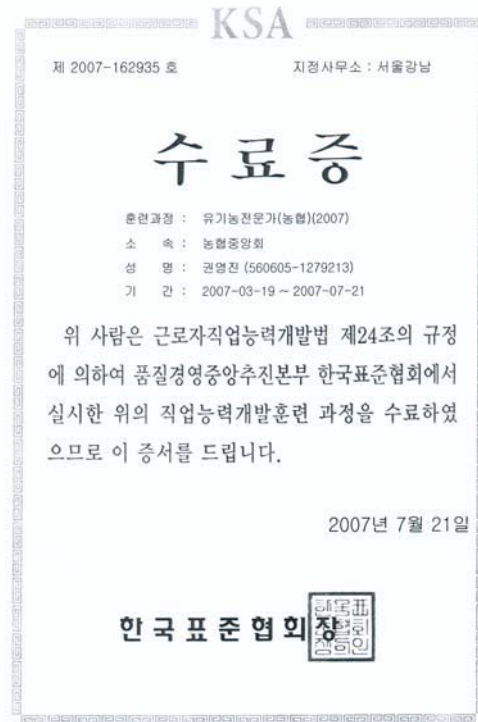 KSA
제 2007-162935 호
지정사무소 : 서울강남
수료증
훈련과정 : 유기농전문가(농협)(2007)
소 속 : 농협중앙회
성 명 : 권영진 (560605-1279213)
기 간 : 2007-03-19 ~ 2007-07-21
위 사람은 근로자직업능력개발법 제24조의 규정
에 의하여 품질경영중앙추진본부 한국표준협회에서
실시한 위의 직업능력개발훈련 과정을 수료하였
으므로 이 증서를 드립니다.
2007년 7월 21일
한국표준협회장